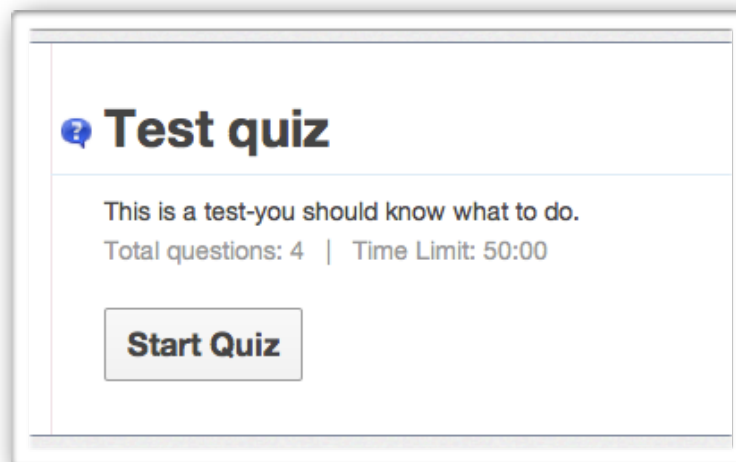 Test quiz
This is a test-you should know what to do.
Total questions: 4 | Time Limit: 50:00
Start Quiz